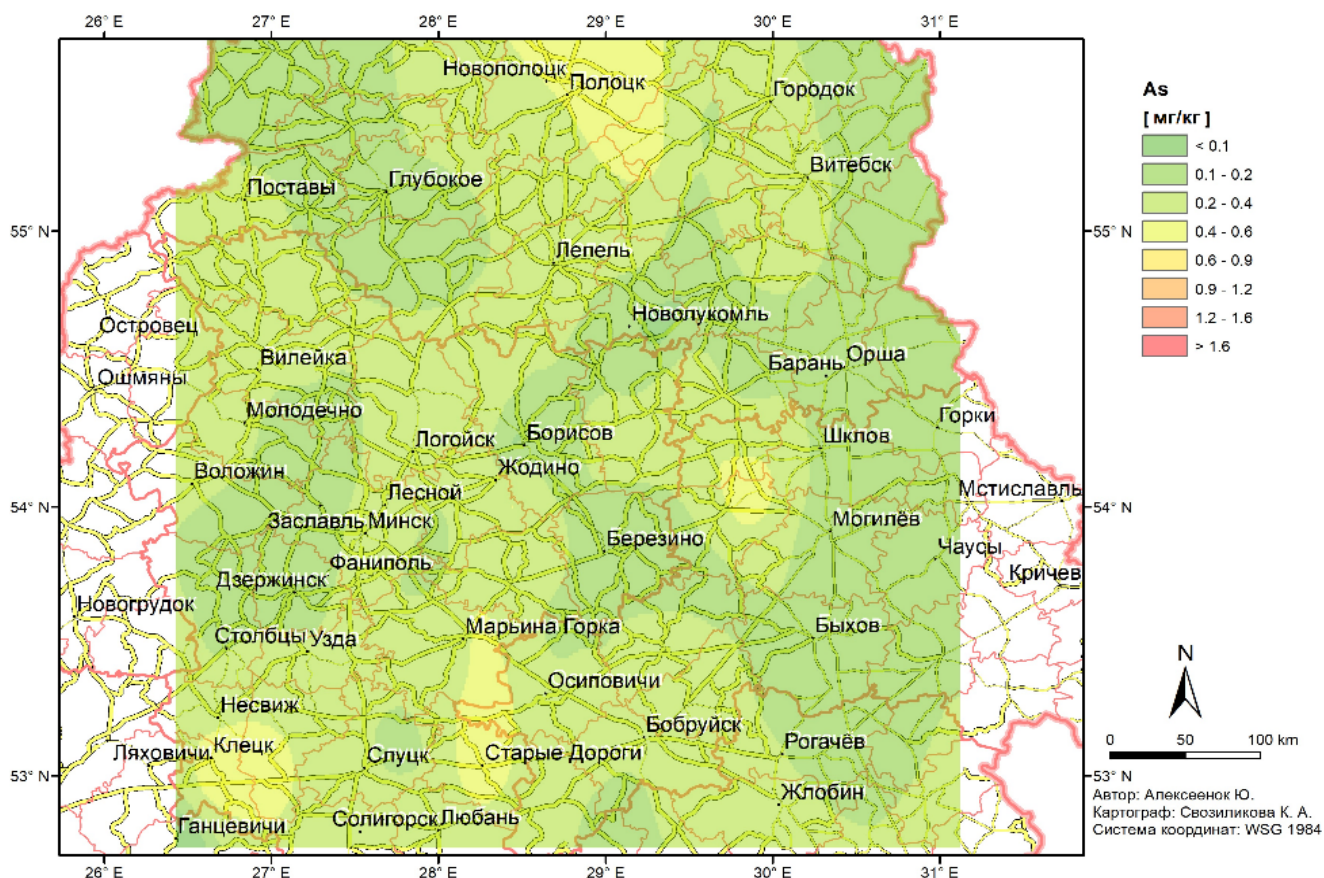 26° E 27° E 28° E 29° E 30° E 31° E
Новополоцк
Полоцк
Городок
Витебск
Поставы
Глубокое
55° N
55° N
Лепель
Островец
Новолукомль
Вилейка
Барань
Орша
Ошмяны
Молодечно
Горки
Логойск
Борисов
Шклов
Воложин
Жодино
Лесной
Мстиславль
54° N
54° N
Заславль
Минск
Могилёв
Фаниполь
Березино
Чаусы
Дзержинск
Кричев
Новогрудок
Столбцы
Узда
Марьина Горка
Быхов
Осиповичи
Несвиж
Бобруйск
Клецк
Ляховичи
Слуцк
Старые Дороги
Рогачёв
53° N
53° N
Жлобин
Ганцевичи
Солигорск
Любань
26° E 27° E 28° E 29° E 30° E 31° E
As
[ мг/кг ]
< 0.1
0.1 - 0.2
0.2 - 0.4
0.4 - 0.6
0.6 - 0.9
0.9 - 1.2
1.2 - 1.6
> 1.6
N
0 50 100 km
Автор: Алексеенок Ю.
Картограф: Свозиликова К. А.
Система координат: WSG 1984